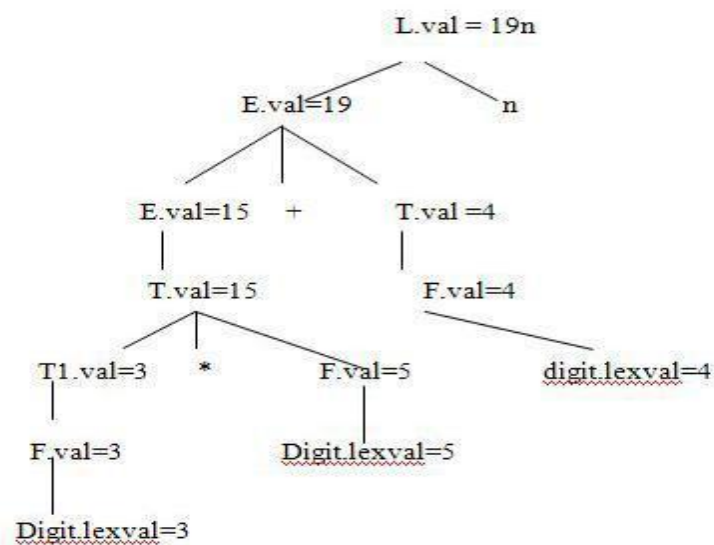 L.val = 19n
E.val=19 n
E.val=15 + T.val =4
T.val=15 F.val=4
T1.val=3 * F.val=5 digit.lexval=4
F.val=3 Digit.lexval=5
Digit.lexval=3